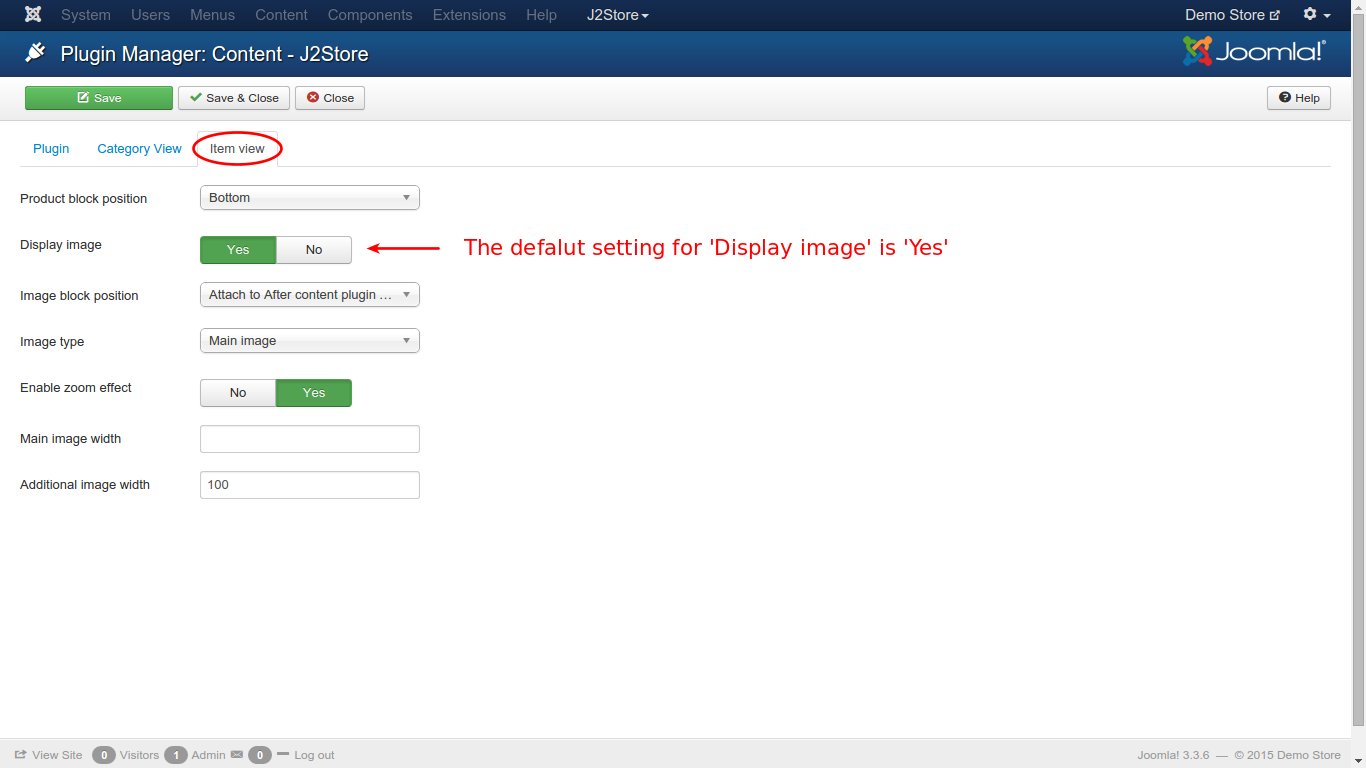 System Users Menus Content Components Extensions Help J2Store Demo Store
Plugin Manager: Content - J2Store Joomla!®
Save Save & Close Close Help
Plugin Category View Item view
Product block position Bottom
Display image Yes No The defalut setting for 'Display image' is 'Yes'
Image block position Attach to After content plugin ...
Image type Main image
Enable zoom effect No Yes
Main image width
Additional image width 100
View Site 0 Visitors 1 Admin 0 Log out Joomla! 3.3.6 — © 2015 Demo Store